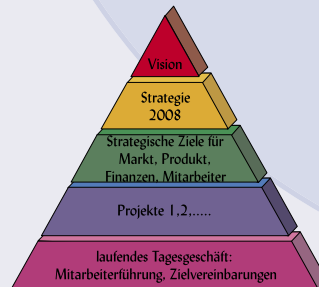 Vision
Strategie
2008
Strategische Ziele für
Markt, Produkt,
Finanzen, Mitarbeiter
Projekte 1,2,.....
laufendes Tagesgeschäft:
Mitarbeiterführung, Zielvereinbarungen